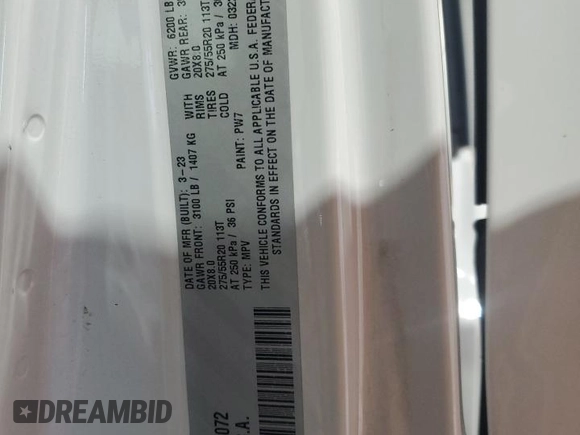 GVWR: 6200 LB
DATE OF MFR (BUILT): 3-23 WITH GAWR REAR:
GAWR FRONT: 3100 LB / 1407 KG RIMS 20X8.0
20X8.0 TIRES 275/55R20 113T
275/55R20 113T COLD AT 250 kPa /
AT 250 kPa / 36 PSI MDH:
TYPE: MPV PAINT: PW7
THIS VEHICLE CONFORMS TO ALL APPLICABLE U.S.A. FEDER
STANDARDS IN EFFECT ON THE DATE OF MANUFACT
072
.A.
DREAMBID